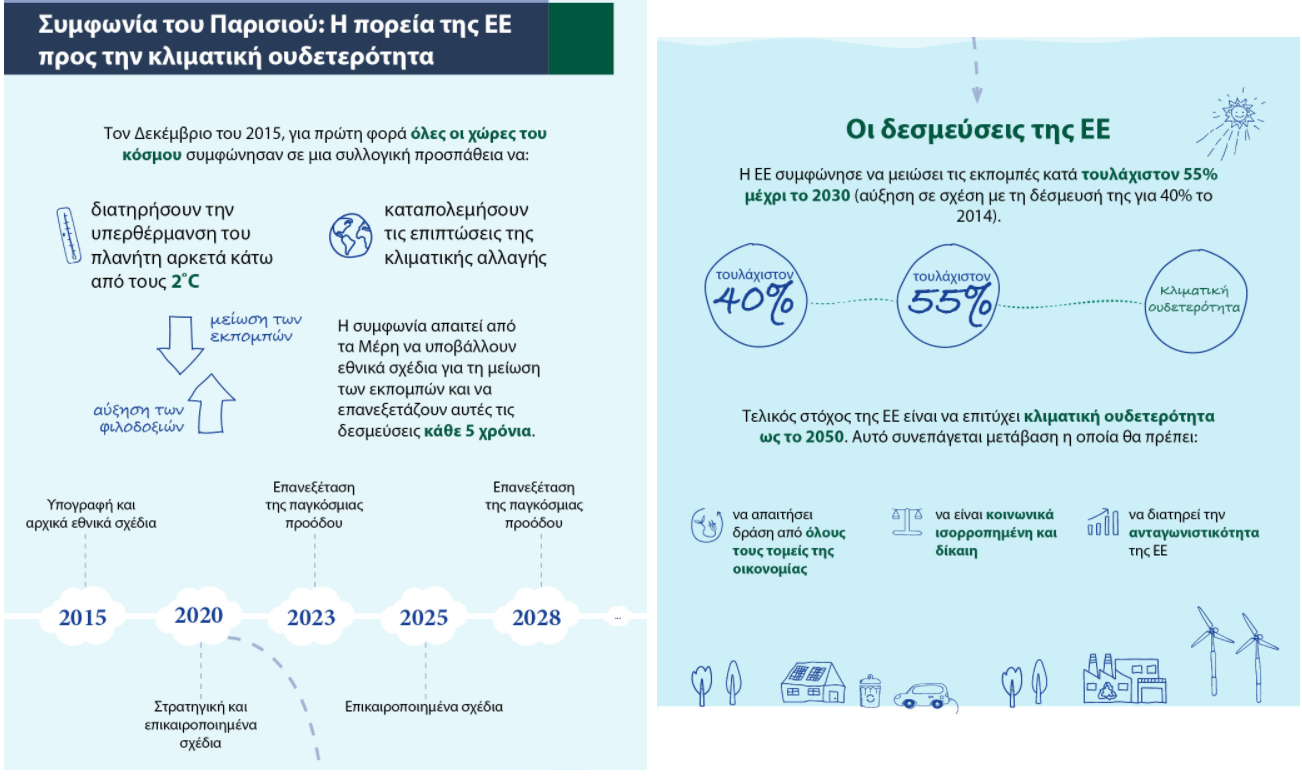 Συμφωνία του Παρισιού: Η πορεία της ΕΕ
προς την κλιματική ουδετερότητα
Τον Δεκέμβριο του 2015, για πρώτη φορά όλες οι χώρες του
κόσμου συμφώνησαν σε μια συλλογική προσπάθεια να:
διατηρήσουν την
υπερθέρμανση του
πλανήτη αρκετά κάτω
από τους 2°C
καταπολεμήσουν
τις επιπτώσεις της
κλιματικής αλλαγής
μείωση των
εκπομπών
αύξηση των
φιλοδοξιών
Η συμφωνία απαιτεί από
τα Μέρη να υποβάλλουν
εθνικά σχέδια για τη μείωση
των εκπομπών και να
επανεξετάζουν αυτές τις
δεσμεύσεις κάθε 5 χρόνια.
Υπογραφή και
αρχικά εθνικά σχέδια
Επανεξέταση
της παγκόσμιας
προόδου
Επανεξέταση
της παγκόσμιας
προόδου
2015
2020
2023
2025
2028
...
Στρατηγική και
επικαιροποιημένα
σχέδια
Επικαιροποιημένα σχέδια
Οι δεσμεύσεις της ΕΕ
Η ΕΕ συμφώνησε να μειώσει τις εκπομπές κατά τουλάχιστον 55%
μέχρι το 2030 (αύξηση σε σχέση με τη δέσμευσή της για 40% το
2014).
τουλάχιστον
40%
τουλάχιστον
55%
κλιματική
ουδετερότητα
Τελικός στόχος της ΕΕ είναι να επιτύχει κλιματική ουδετερότητα
ως το 2050. Αυτό συνεπάγεται μετάβαση η οποία θα πρέπει:
να απαιτήσει
δράση από όλους
τους τομείς της
οικονομίας
να είναι κοινωνικά
ισορροπημένη και
δίκαιη
να διατηρεί την
ανταγωνιστικότητα
της ΕΕ